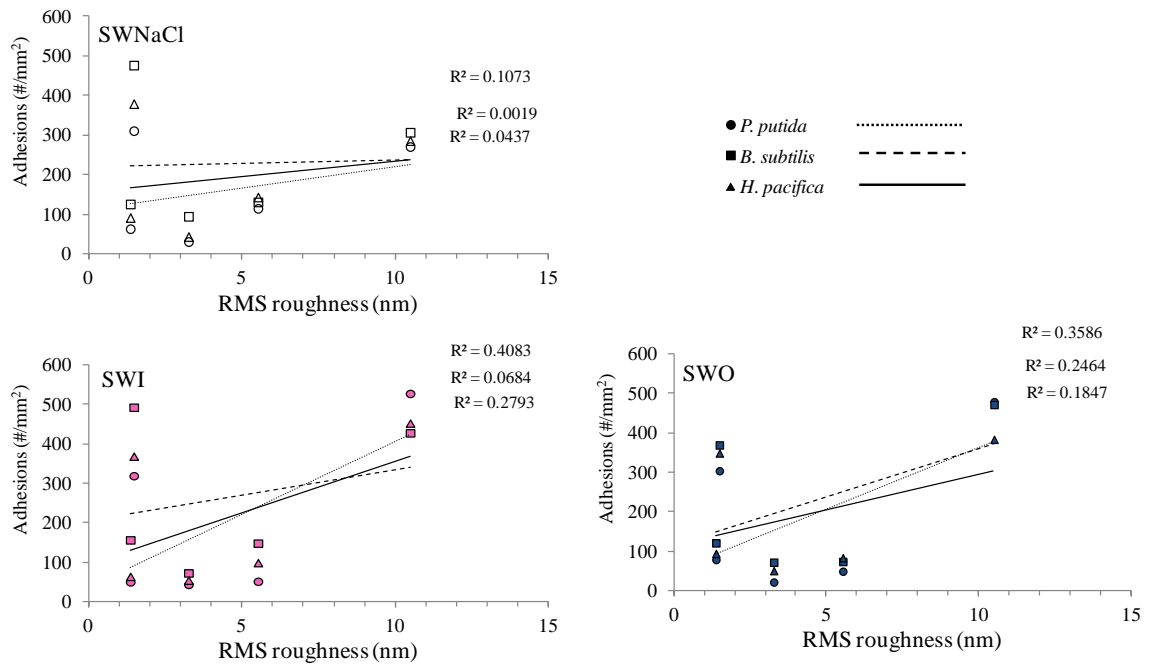 SWNaCl
Adhesions (#/mm²)
600
500
400
300
200
100
0
0 5 10 15
RMS roughness (nm)
R² = 0.1073
R² = 0.0019
R² = 0.0437
P. putida
B. subtilis
H. pacifica
SWI
Adhesions (#/mm²)
600
500
400
300
200
100
0
0 5 10 15
RMS roughness (nm)
R² = 0.4083
R² = 0.0684
R² = 0.2793
SWO
Adhesions (#/mm²)
600
500
400
300
200
100
0
0 5 10 15
RMS roughness (nm)
R² = 0.3586
R² = 0.2464
R² = 0.1847